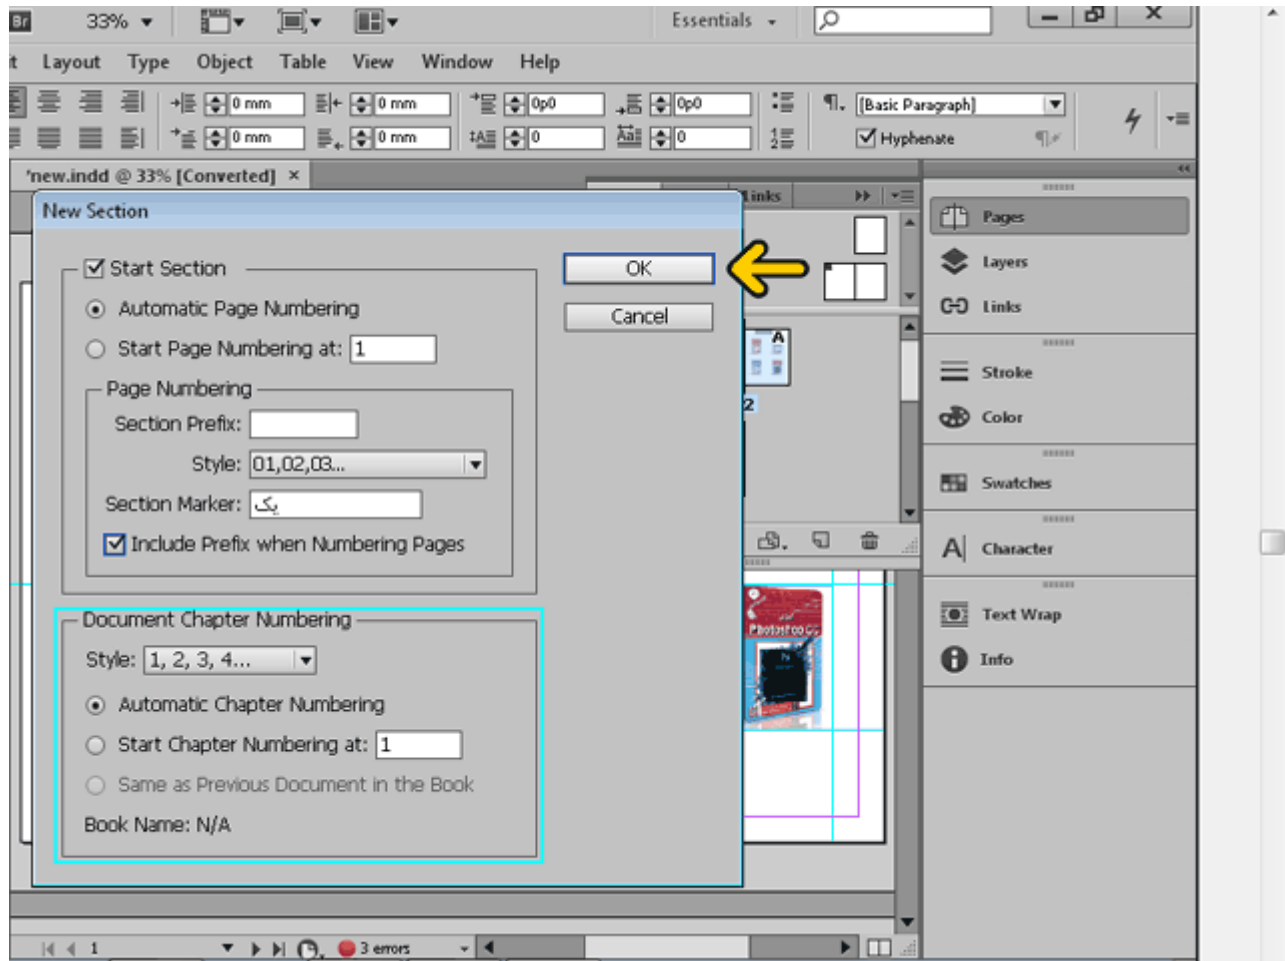 Br 33% Essentials
Layout Type Object Table View Window Help
0 mm 0 mm 0p0 0p0 [Basic Paragraph]
0 mm 0 mm 0 0 Hyphenate
*new.indd @ 33% [Converted] ×
Links
New Section
Start Section
OK
Automatic Page Numbering
Cancel
Start Page Numbering at: 1
Page Numbering
Section Prefix:
Style: 01,02,03...
Section Marker: یک
Include Prefix when Numbering Pages
Document Chapter Numbering
Style: 1, 2, 3, 4...
Automatic Chapter Numbering
Start Chapter Numbering at: 1
Same as Previous Document in the Book
Book Name: N/A
A
2
Photoshop CC
Pages
Layers
Links
Stroke
Color
Swatches
Character
Text Wrap
Info
1 3 errors